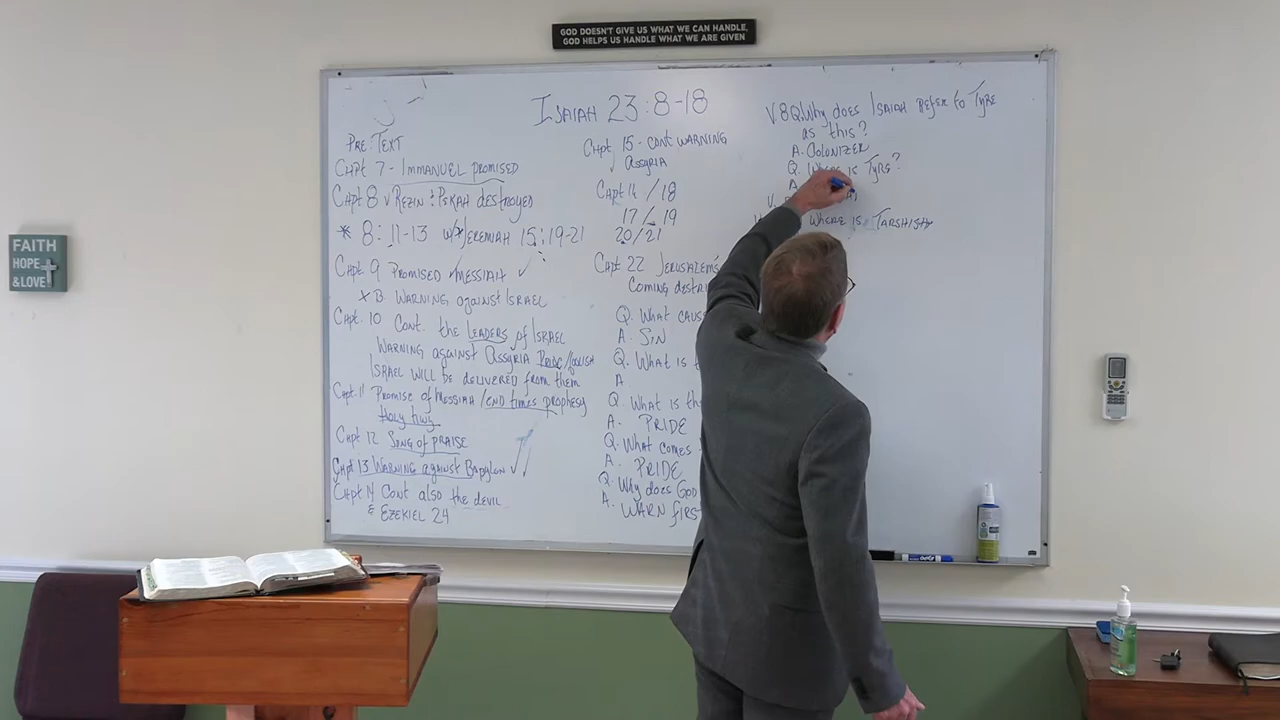 GOD DOESN'T GIVE US WHAT WE CAN HANDLE,
GOD HELPS US HANDLE WHAT WE ARE GIVEN
FAITH
HOPE
& LOVE
ISAIAH 23:8-18
PRE-TEXT
CHPT 7 - IMMANUEL PROMISED
CHPT 8 REZIN & PEKAH destroyed
* 8:11-13 JEREMIAH 15:19-21
CHPT. 9 PROMISED MESSIAH
B WARNING against ISRAEL
CHPT. 10 CONT. the LEADERS of ISRAEL
WARNING against ASSYRIA PRIDE/
ISRAEL WILL be delivered from them
CHPT. 11 PROMISE of MESSIAH / END times prophesy
Holy
CHPT 12 SONG of PRAISE
CHPT 13 WARNING against Babylon
CHPT 14 CONT also the devil
& EZEKIEL 24
CHPT 15 - CONT WARNING
ASSYRIA
CHPT 16 / 18
17 / 19
20 / 21
CHPT 22 JERUSALEM'S
COMING
Q. WHAT
A. SIN
Q. WHAT IS
A
Q. WHAT IS
A. PRIDE
Q. WHAT COMES
A. PRIDE
Q. WHY does GOD
A. WARN
V. 8 Q. WHY does ISAIAH REFER to TYRE
as this?
A. COLONIZER
Q. WHERE IS TYRE?
A
V.
WHERE IS TARSHISH